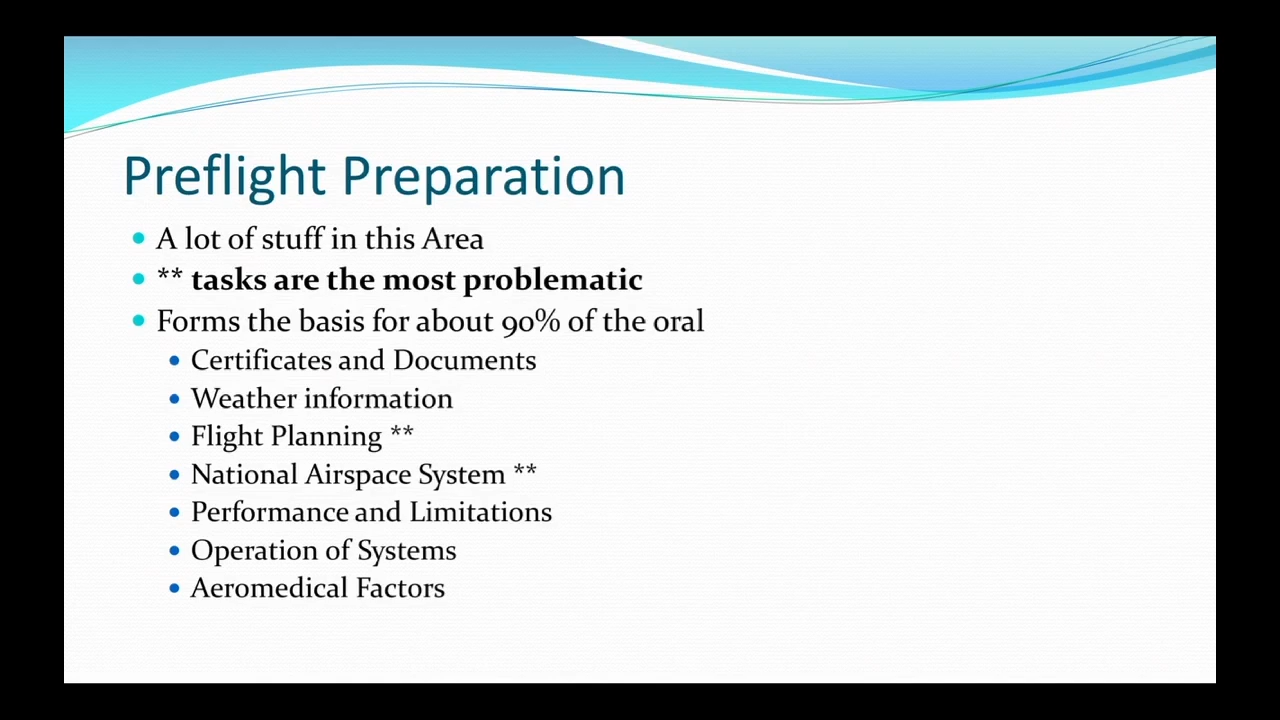 Preflight Preparation
A lot of stuff in this Area
** tasks are the most problematic
Forms the basis for about 90% of the oral
Certificates and Documents
Weather information
Flight Planning **
National Airspace System **
Performance and Limitations
Operation of Systems
Aeromedical Factors